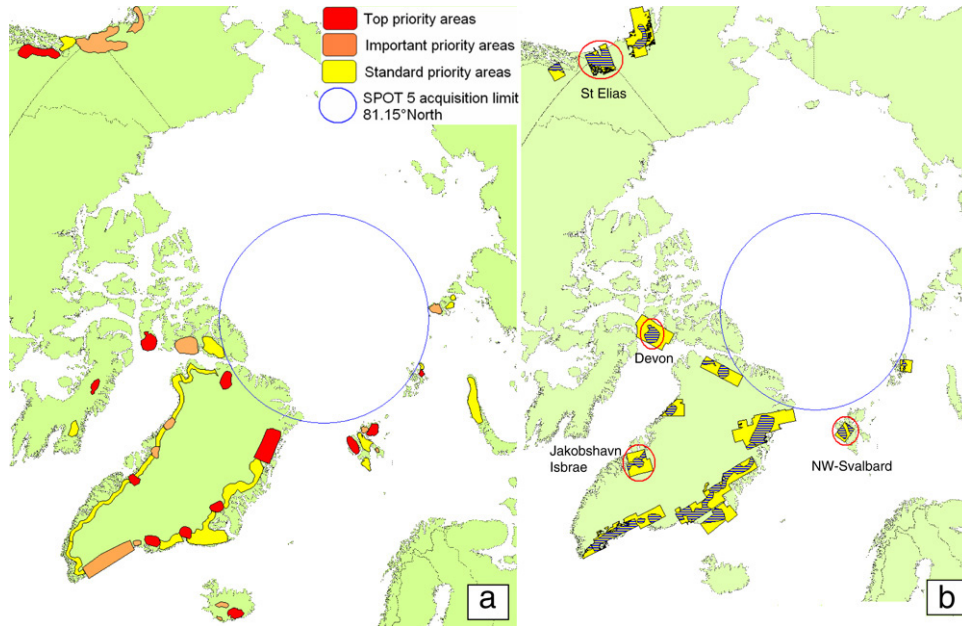 Top priority areas
Important priority areas
Standard priority areas
SPOT 5 acquisition limit
81.15°North
a
St Elias
Devon
Jakobshavn
Isbrae
NW-Svalbard
b